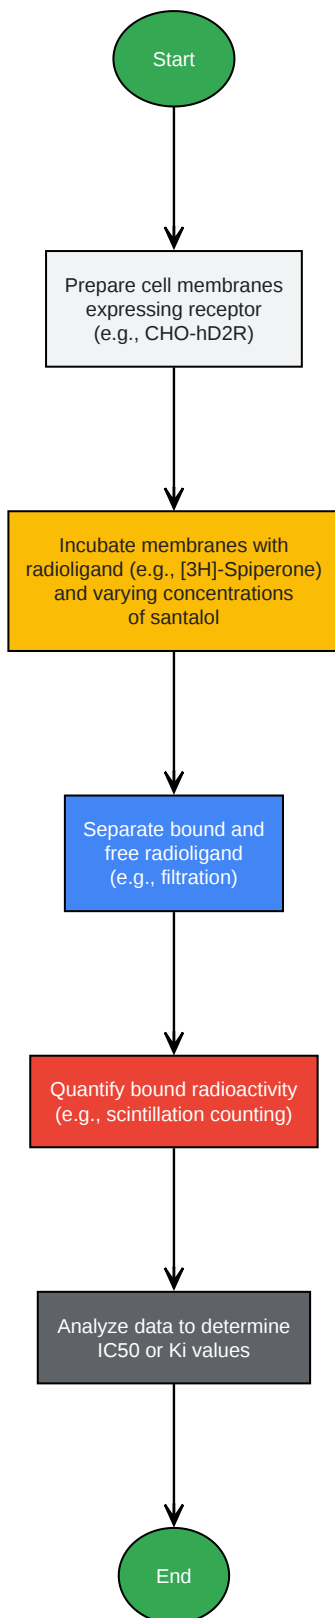 Start
Prepare cell membranes
expressing receptor
(e.g., CHO-hD2R)
Incubate membranes with
radioligand (e.g., [3H]-Spiperone)
and varying concentrations
of santalol
Separate bound and
free radioligand
(e.g., filtration)
Quantify bound radioactivity
(e.g., scintillation counting)
Analyze data to determine
IC50 or Ki values
End